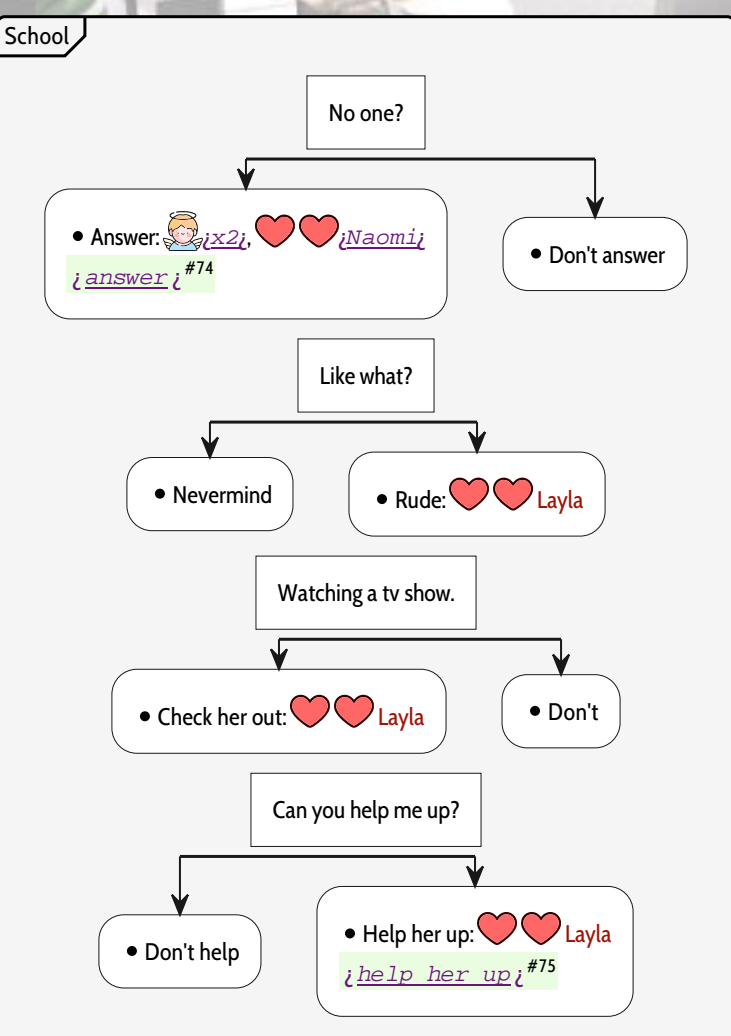 School
No one?
• Answer: ¿x2¿, ¿Naomi¿
¿answer¿#74
• Don't answer
Like what?
• Nevermind
• Rude: Layla
Watching a tv show.
• Check her out: Layla
• Don't
Can you help me up?
• Don't help
• Help her up: Layla
¿help her up¿#75